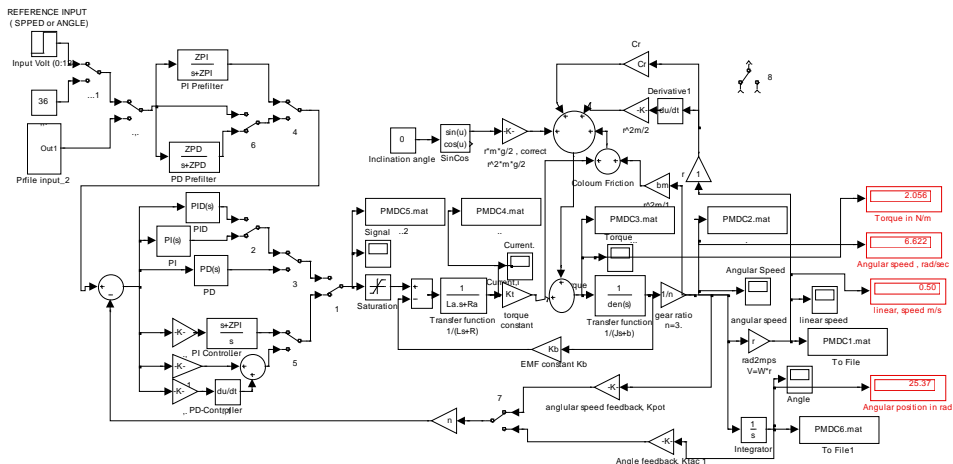 REFERENCE INPUT
( SPPED or ANGLE)
Input Volt (0:12
36
...1
Prfile input_2
Out1
ZPI
s+ZPI
PI Prefilter
ZPD
s+ZPD
PD Prefilter
6
4
0
Inclination angle
sin(u)
cos(u)
SinCos
-K-
r*m*g/2 , correct
r^2*m*g/2
Cr
Cr
Derivative1
-K-
du/dt
r^2m/2
Coloum Friction
bm
r^2m/1
r
1
8
2.056
Torque in N/m
6.622
Angular speed , rad/sec
0.50
linear, speed m/s
25.37
Angular position in rad
PID(s)
PID
PI(s)
PI
PD(s)
PD
2
3
1
PMDC5.mat
..2
Signal
Saturation
PMDC4.mat
..
Current.
Current.i
1
La.s+Ra
Transfer function
1/(Ls+R)
Kt
torque
constant
que
PMDC3.mat
Torque
1
den(s)
Transfer function
1/(Js+b)
1/n
gear ratio
n=3.
PMDC2.mat
.
Angular Speed
angular speed
linear speed
r
rad2mps
V=W*r
PMDC1.mat
To File
Kb
EMF constant Kb
-K-
s+ZPI
s
PI Controller
-K-
-K-
du/dt
PD-Controller
5
n
7
-K-
anglular speed feedback, Kpot
-K-
Angle feedback, Ktac 1
Angle
1
s
Integrator
PMDC6.mat
To File1